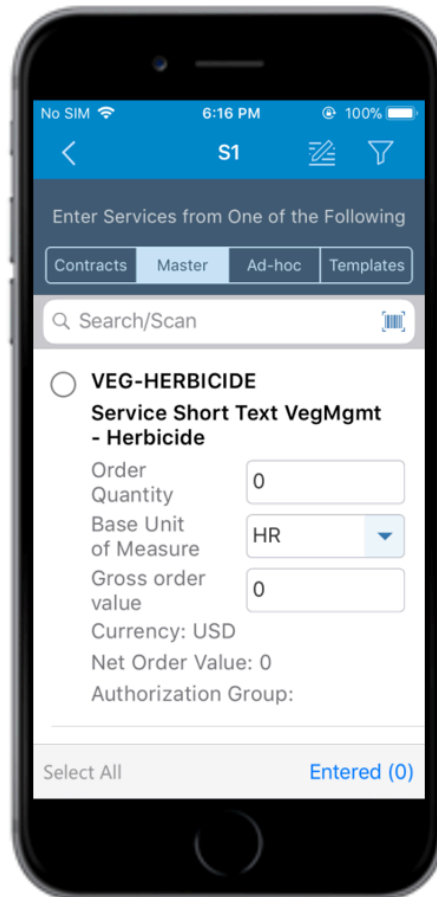 No SIM 6:16 PM 100%
S1
Enter Services from One of the Following
Contracts Master Ad-hoc Templates
Search/Scan
VEG-HERBICIDE
Service Short Text VegMgmt
- Herbicide
Order
Quantity
0
Base Unit
of Measure
HR
Gross order
value
0
Currency: USD
Net Order Value: 0
Authorization Group:
Select All Entered (0)